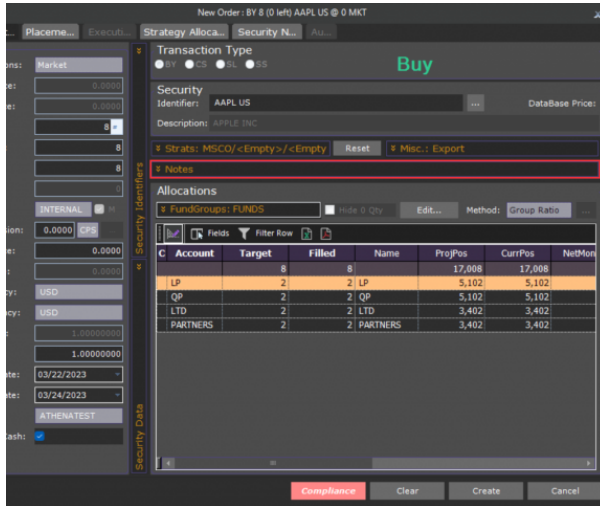 New Order : BY 8 (0 left) AAPL US @ 0 MKT
Placeme... Executi... Strategy Alloca... Security N... Au...
Transaction Type
BY CS SL SS Buy
Security
Identifier: AAPL US ... DataBase Price:
Description: APPLE INC
Strats: MSCO/<Empty>/<Empty Reset Misc.: Export
Notes
Allocations
FundGroups: FUNDS Hide 0 Qty Edit... Method: Group Ratio ...
Fields Filter Row
C Account Target Filled Name ProjPos CurrPos NetMon
8 8 17,008 17,008
LP 2 2 LP 5,102 5,102
QP 2 2 QP 5,102 5,102
LTD 2 2 LTD 3,402 3,402
PARTNERS 2 2 PARTNERS 3,402 3,402
ons: Market
ce: 0.0000
e: 0.0000
8
: 8
8
0
INTERNAL M
sion: 0.0000 CPS
e: 0.0000
: 0.0000
cy: USD
ncy: USD
: 1.00000000
1.00000000
ate: 03/22/2023
ate: 03/24/2023
ATHENATEST
Cash:
Security Identifiers
Security Data
Compliance Clear Create Cancel